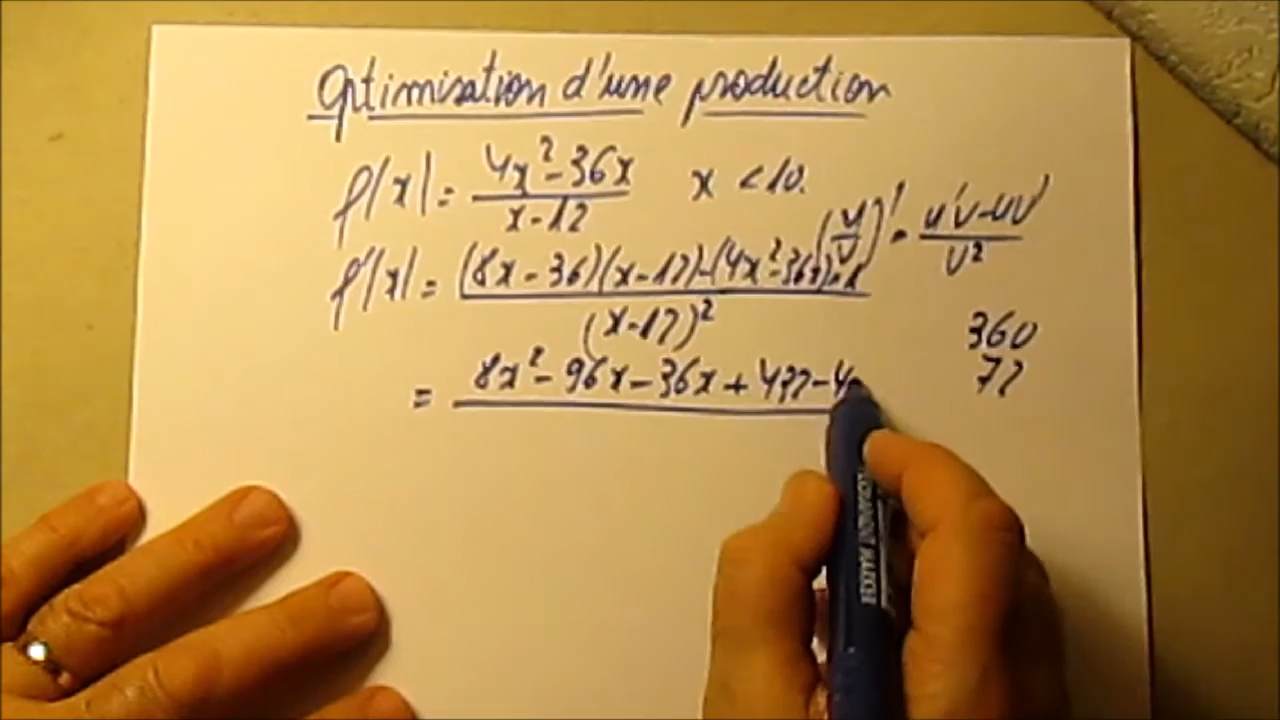 Optimisation d'une production
f(x) = (4x² - 36x) / (x - 12)   x < 10.
(u/v)' = (u'v - uv') / v²
f'(x) = ((8x - 36)(x - 12) - (4x² - 36x) × 1) / (x - 12)²
360
72
= 8x² - 96x - 36x + 432 - 4